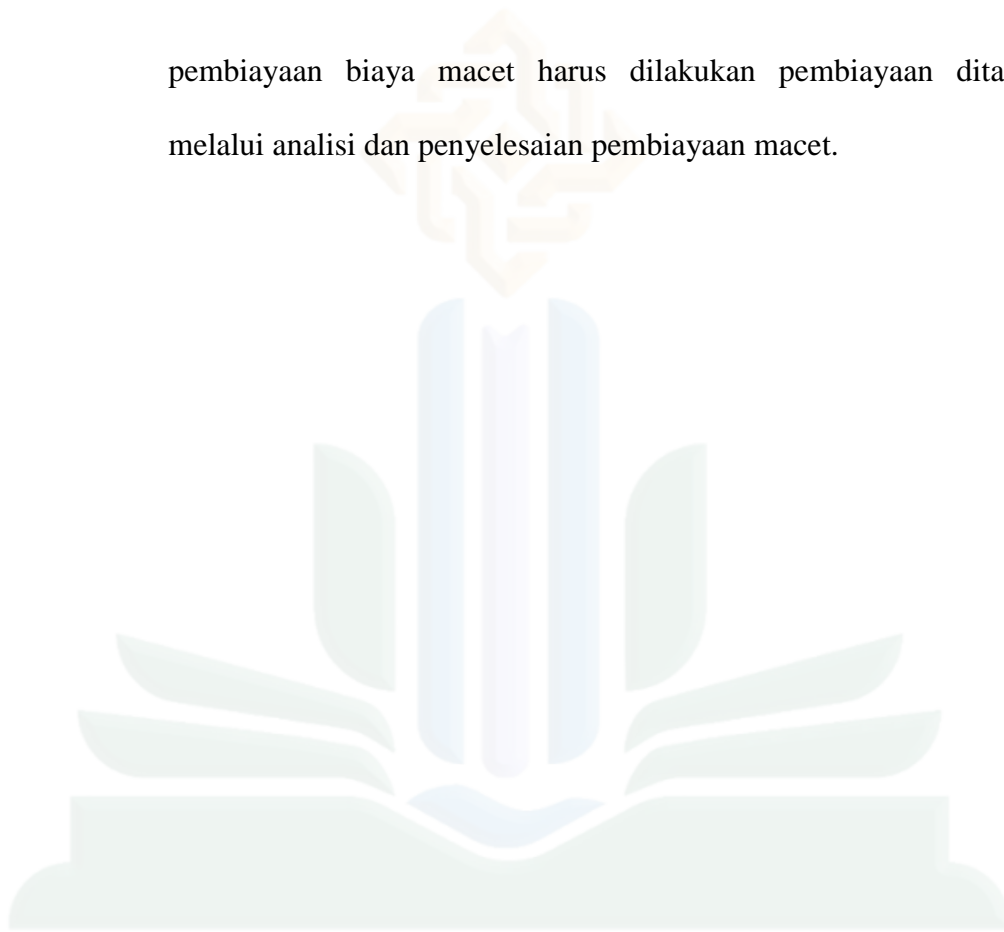 pembiayaan biaya macet harus dilakukan pembiayaan dita
melalui analisi dan penyelesaian pembiayaan macet.